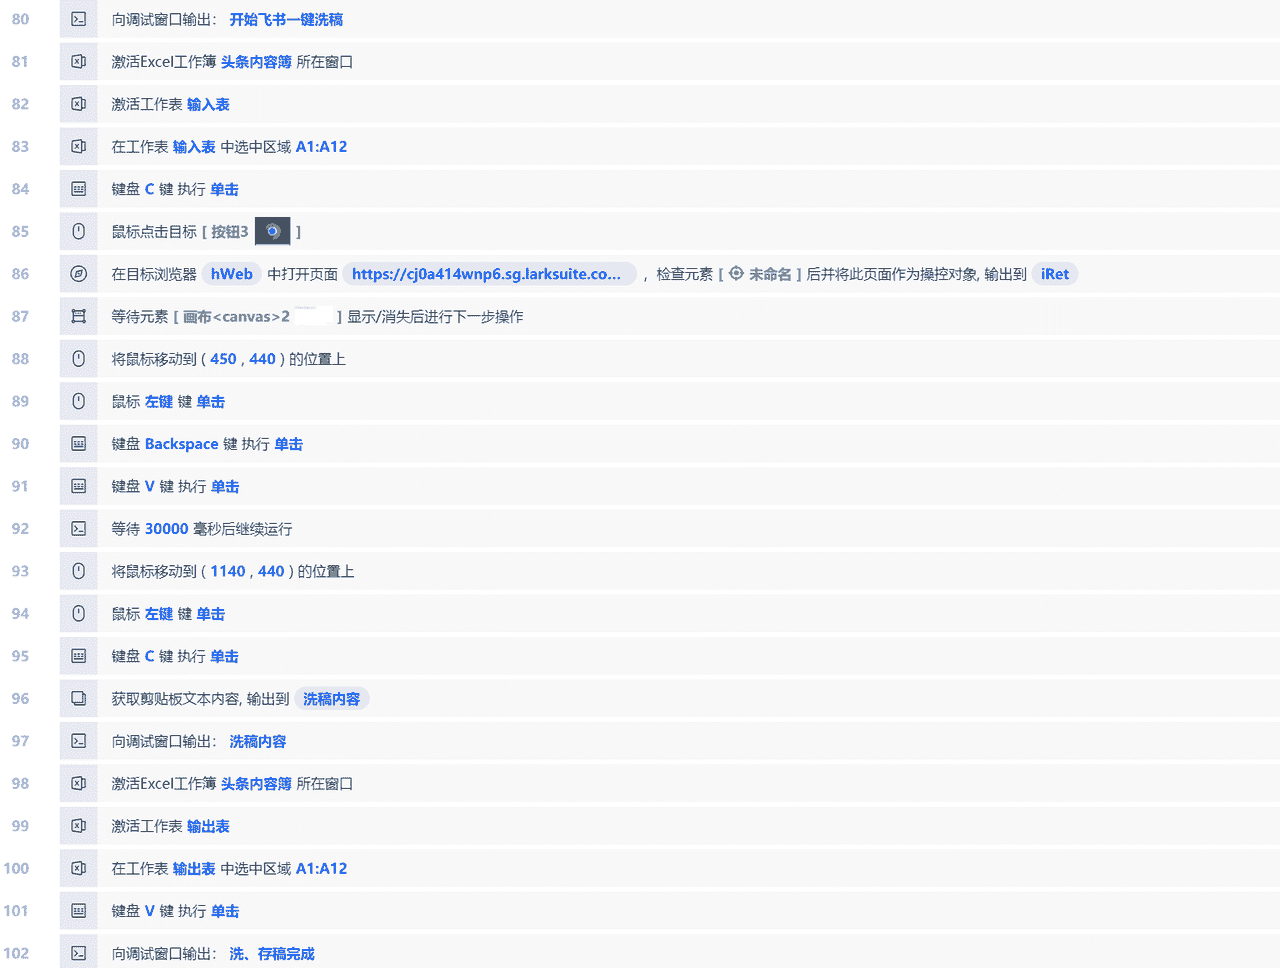 80 向调试窗口输出： 开始飞书一键洗稿
81 激活Excel工作簿 头条内容簿 所在窗口
82 激活工作表 输入表
83 在工作表 输入表 中选中区域 A1:A12
84 键盘 C 键 执行 单击
85 鼠标点击目标 [ 按钮3 ]
86 在目标浏览器 hWeb 中打开页面 https://cj0a414wnp6.sg.larksuite.co... ，检查元素 [ 未命名 ] 后并将此页面作为操控对象, 输出到 iRet
87 等待元素 [ 画布<canvas>2 ] 显示/消失后进行下一步操作
88 将鼠标移动到 ( 450 , 440 ) 的位置上
89 鼠标 左键 键 单击
90 键盘 Backspace 键 执行 单击
91 键盘 V 键 执行 单击
92 等待 30000 毫秒后继续运行
93 将鼠标移动到 ( 1140 , 440 ) 的位置上
94 鼠标 左键 键 单击
95 键盘 C 键 执行 单击
96 获取剪贴板文本内容, 输出到 洗稿内容
97 向调试窗口输出： 洗稿内容
98 激活Excel工作簿 头条内容簿 所在窗口
99 激活工作表 输出表
100 在工作表 输出表 中选中区域 A1:A12
101 键盘 V 键 执行 单击
102 向调试窗口输出： 洗、存稿完成